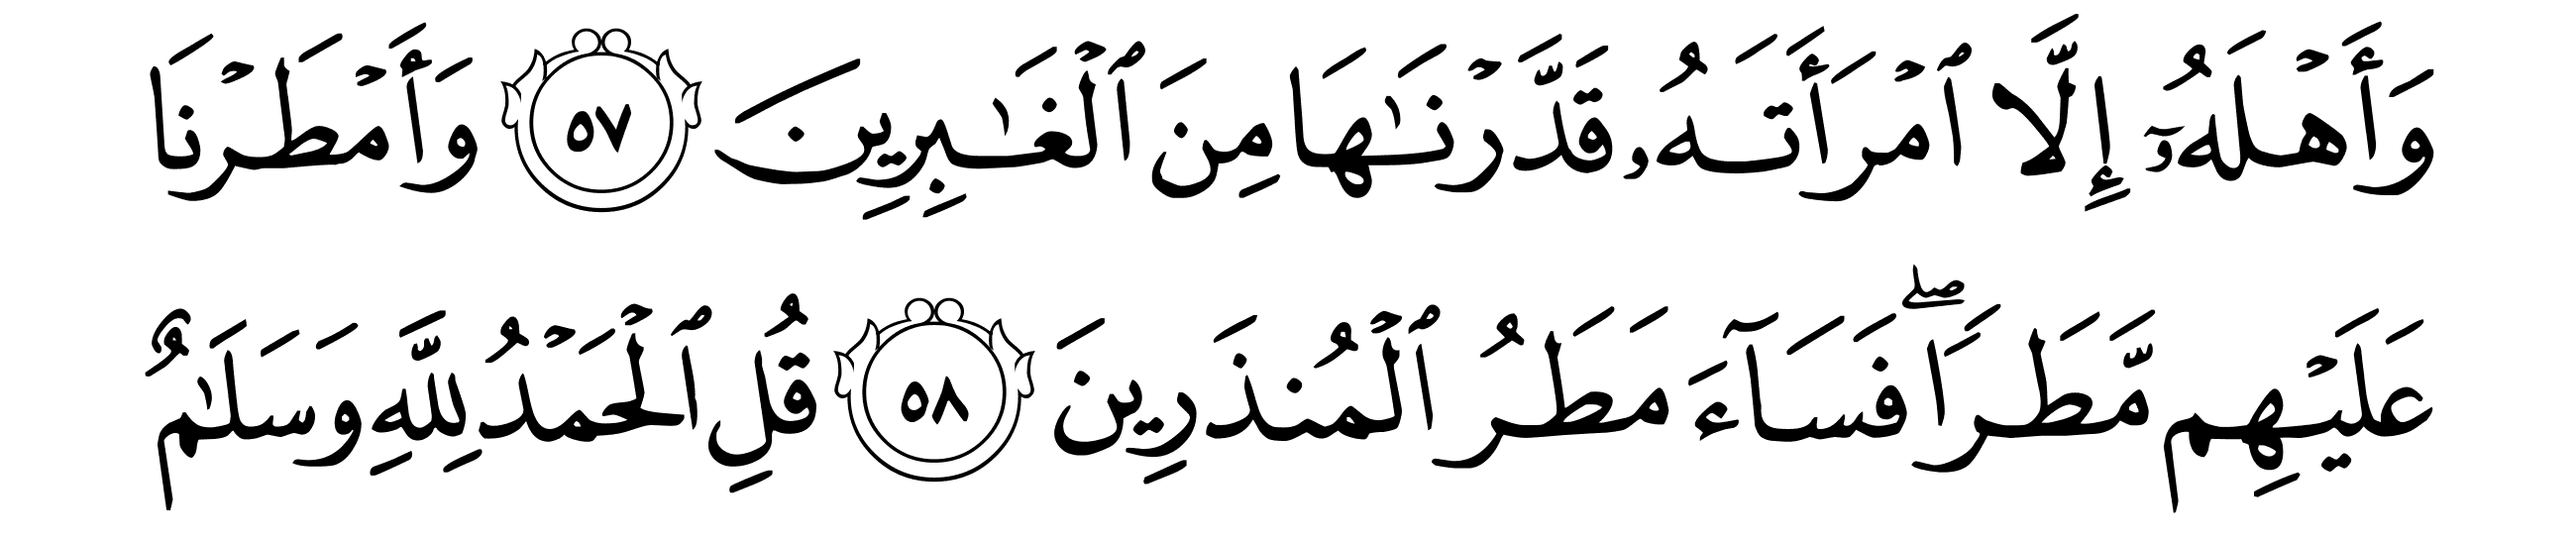 وَأَهۡلَهُۥٓ إِلَّا ٱمۡرَأَتَهُۥ قَدَّرۡنَٰهَا مِنَ ٱلۡغَٰبِرِينَ ٥٧ وَأَمۡطَرۡنَا
عَلَيۡهِم مَّطَرٗاۖ فَسَآءَ مَطَرُ ٱلۡمُنذَرِينَ ٥٨ قُلِ ٱلۡحَمۡدُ لِلَّهِ وَسَلَٰمٌ